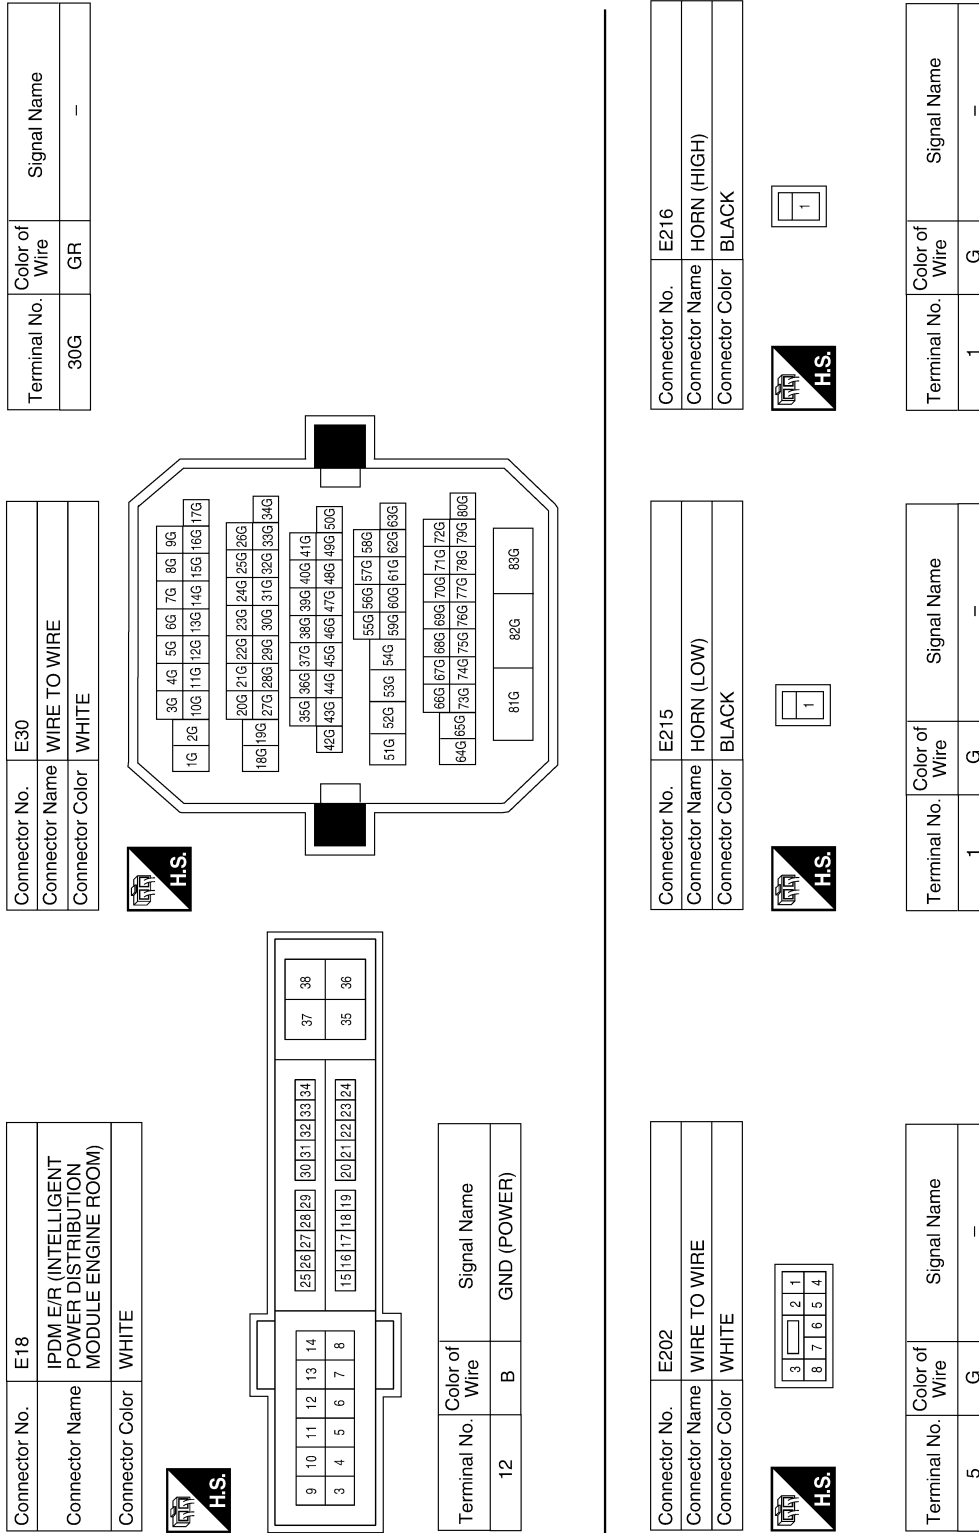 Connector No. E18
Connector Name IPDM E/R (INTELLIGENT
POWER DISTRIBUTION
MODULE ENGINE ROOM)
Connector Color WHITE
H.S.
9 10 11 12 13 14
3 4 5 6 7 8
25 26 27 28 29 30 31 32 33 34
15 16 17 18 19 20 21 22 23 24
37 38
35 36
Terminal No. Color of Wire Signal Name
12 B GND (POWER)
Connector No. E30
Connector Name WIRE TO WIRE
Connector Color WHITE
H.S.
3G 4G 5G 6G 7G 8G 9G
1G 2G 10G 11G 12G 13G 14G 15G 16G 17G
20G 21G 22G 23G 24G 25G 26G
18G 19G 27G 28G 29G 30G 31G 32G 33G 34G
35G 36G 37G 38G 39G 40G 41G
42G 43G 44G 45G 46G 47G 48G 49G 50G
55G 56G 57G 58G
51G 52G 53G 54G 59G 60G 61G 62G 63G
66G 67G 68G 69G 70G 71G 72G
64G 65G 73G 74G 75G 76G 77G 78G 79G 80G
81G 82G 83G
Terminal No. Color of Wire Signal Name
30G GR –
Connector No. E202
Connector Name WIRE TO WIRE
Connector Color WHITE
H.S.
3 2 1
8 7 6 5 4
Terminal No. Color of Wire Signal Name
5 G –
Connector No. E215
Connector Name HORN (LOW)
Connector Color BLACK
H.S.
1
Terminal No. Color of Wire Signal Name
1 G –
Connector No. E216
Connector Name HORN (HIGH)
Connector Color BLACK
H.S.
1
Terminal No. Color of Wire Signal Name
1 G –